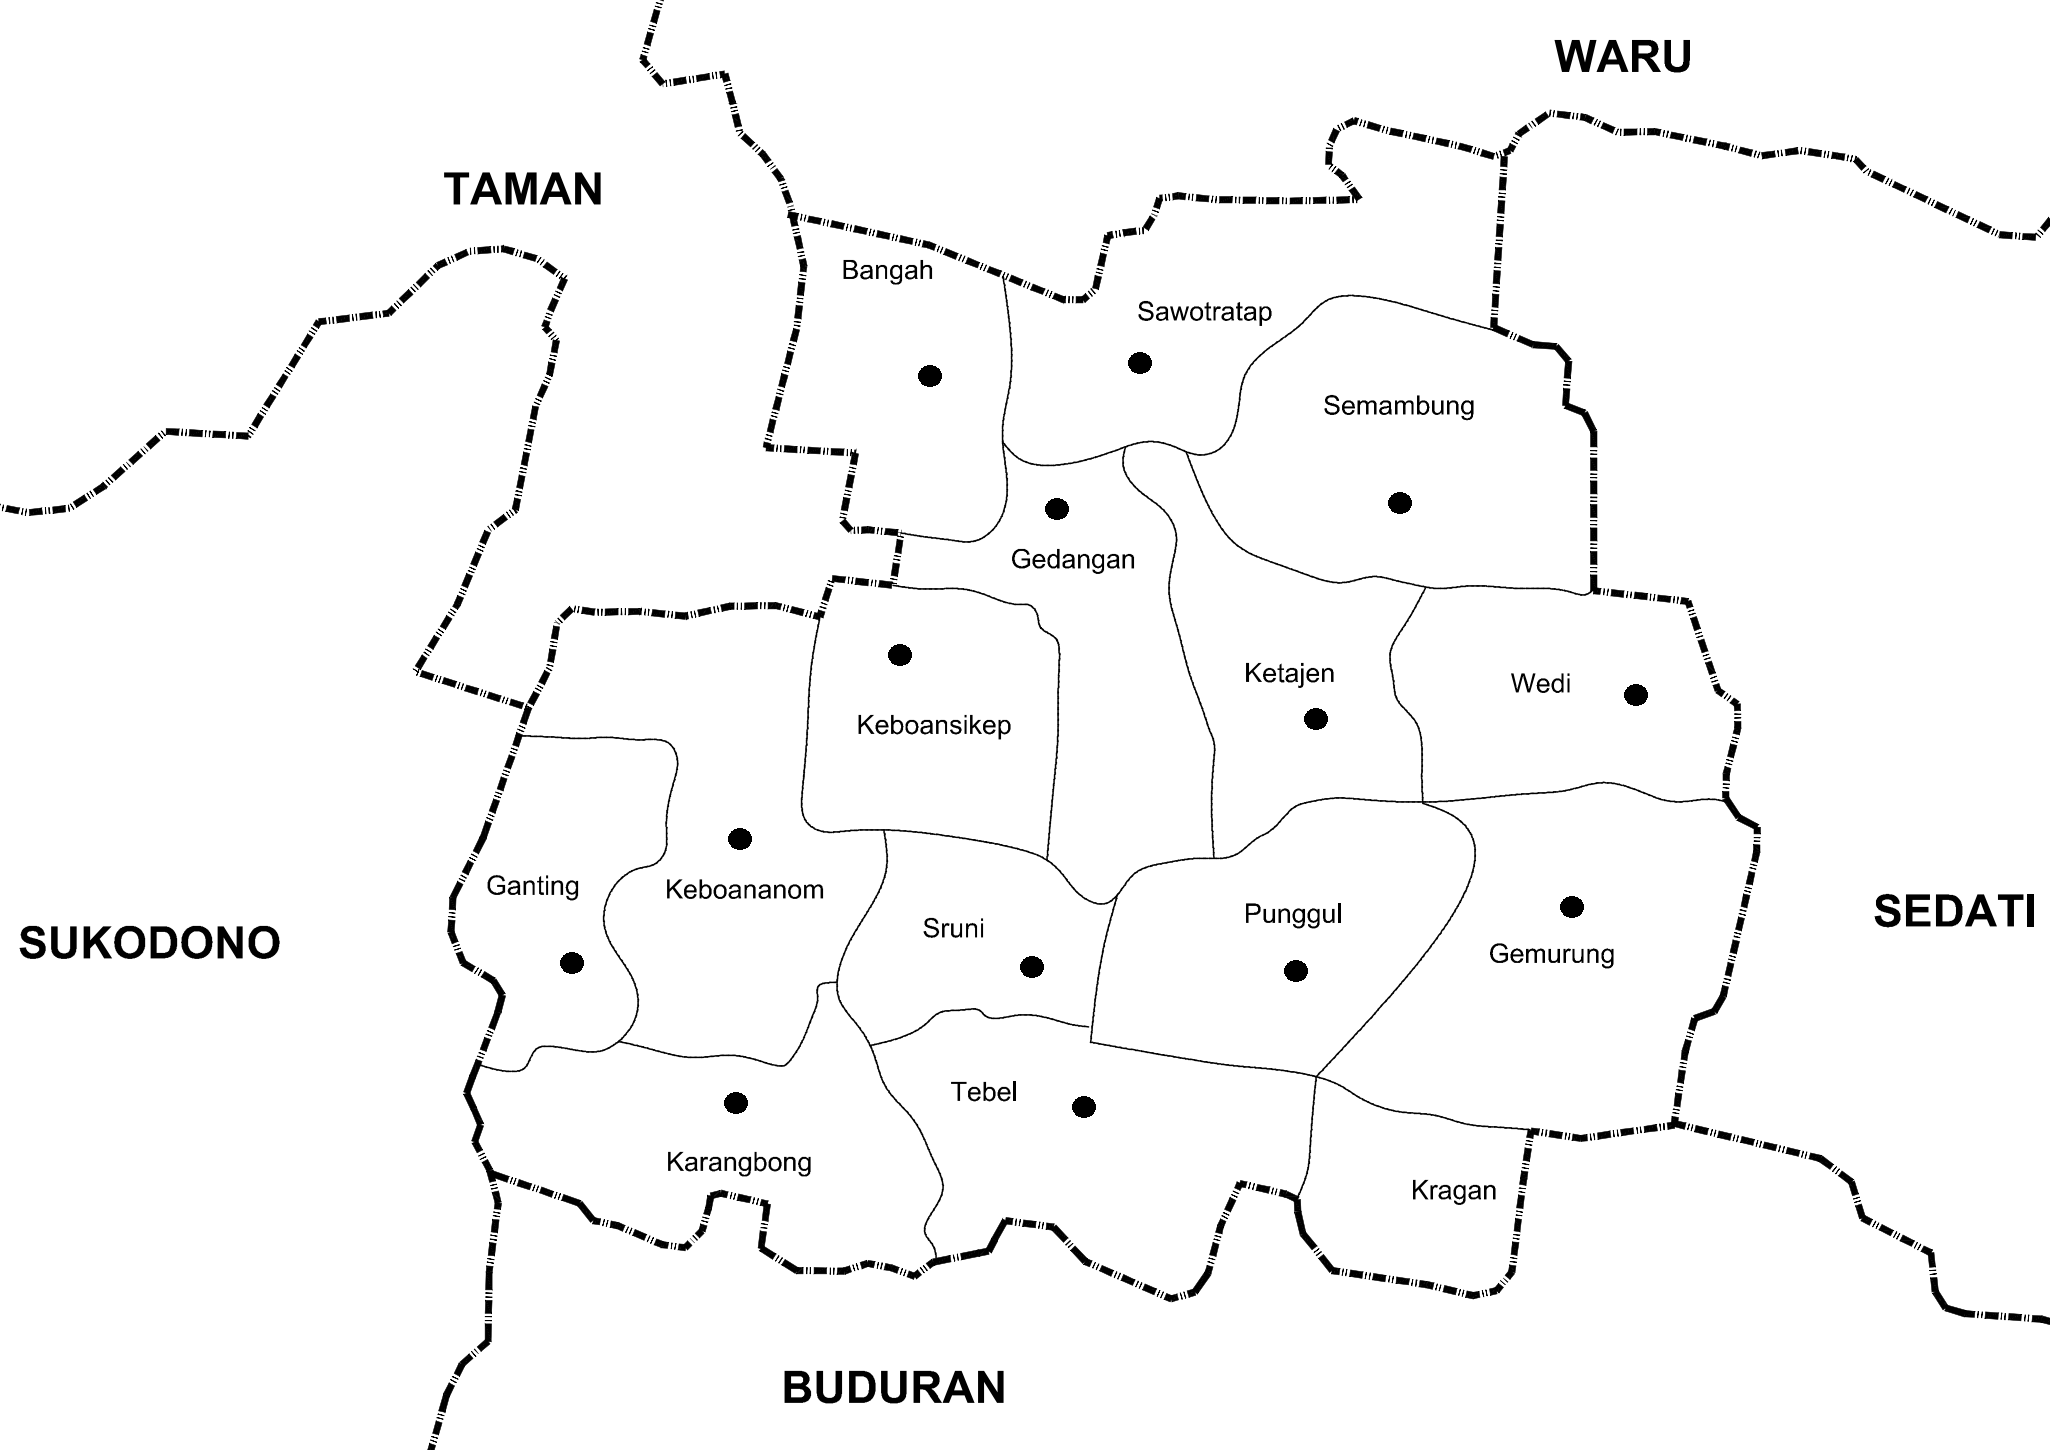 WARU
TAMAN
Bangah
Sawotratap
Semambung
Gedangan
Ketajen
Wedi
Keboansikep
Ganting
Keboananom
Sruni
Punggul
Gemurung
SEDATI
SUKODONO
Tebel
Karangbong
Kragan
BUDURAN